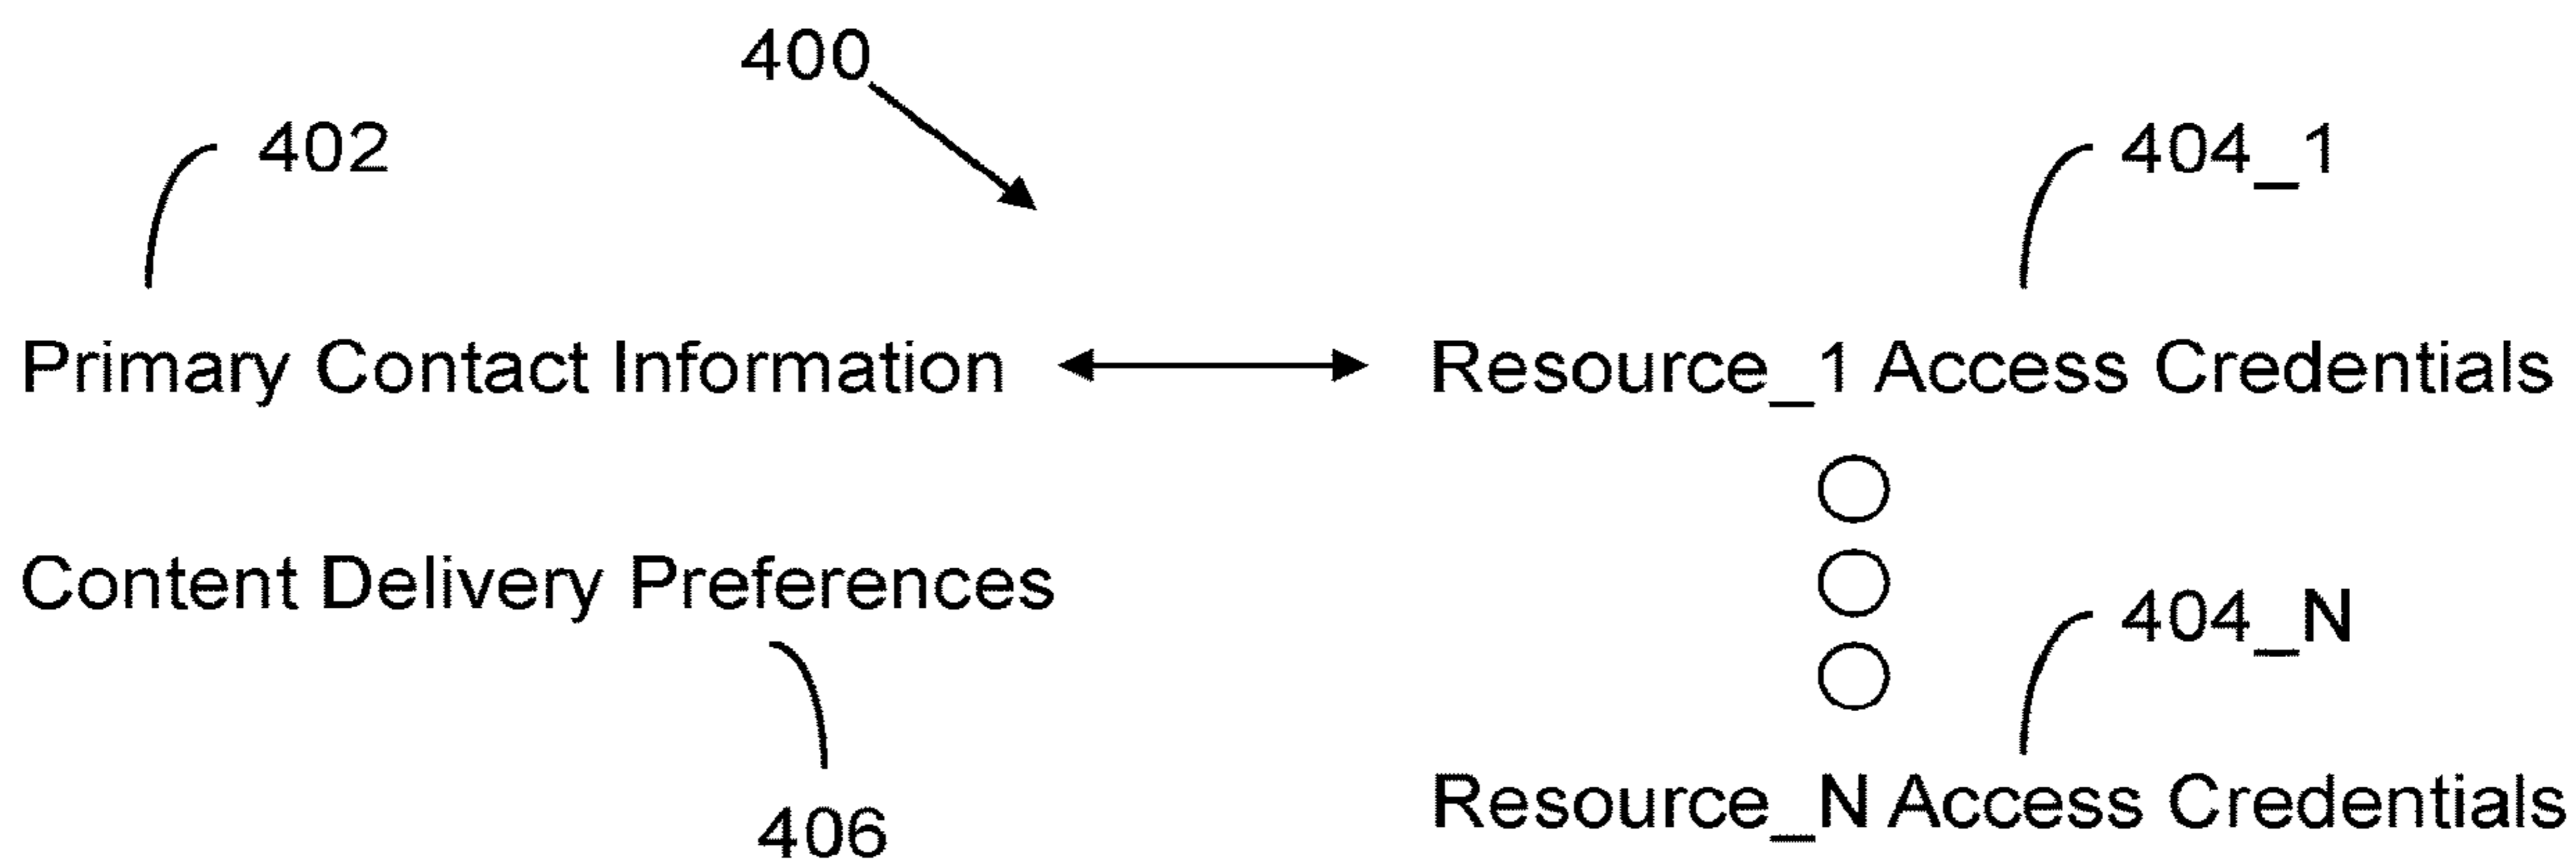 400
402
404_1
Primary Contact Information
Resource_1 Access Credentials
Content Delivery Preferences
404_N
406
Resource_N Access Credentials